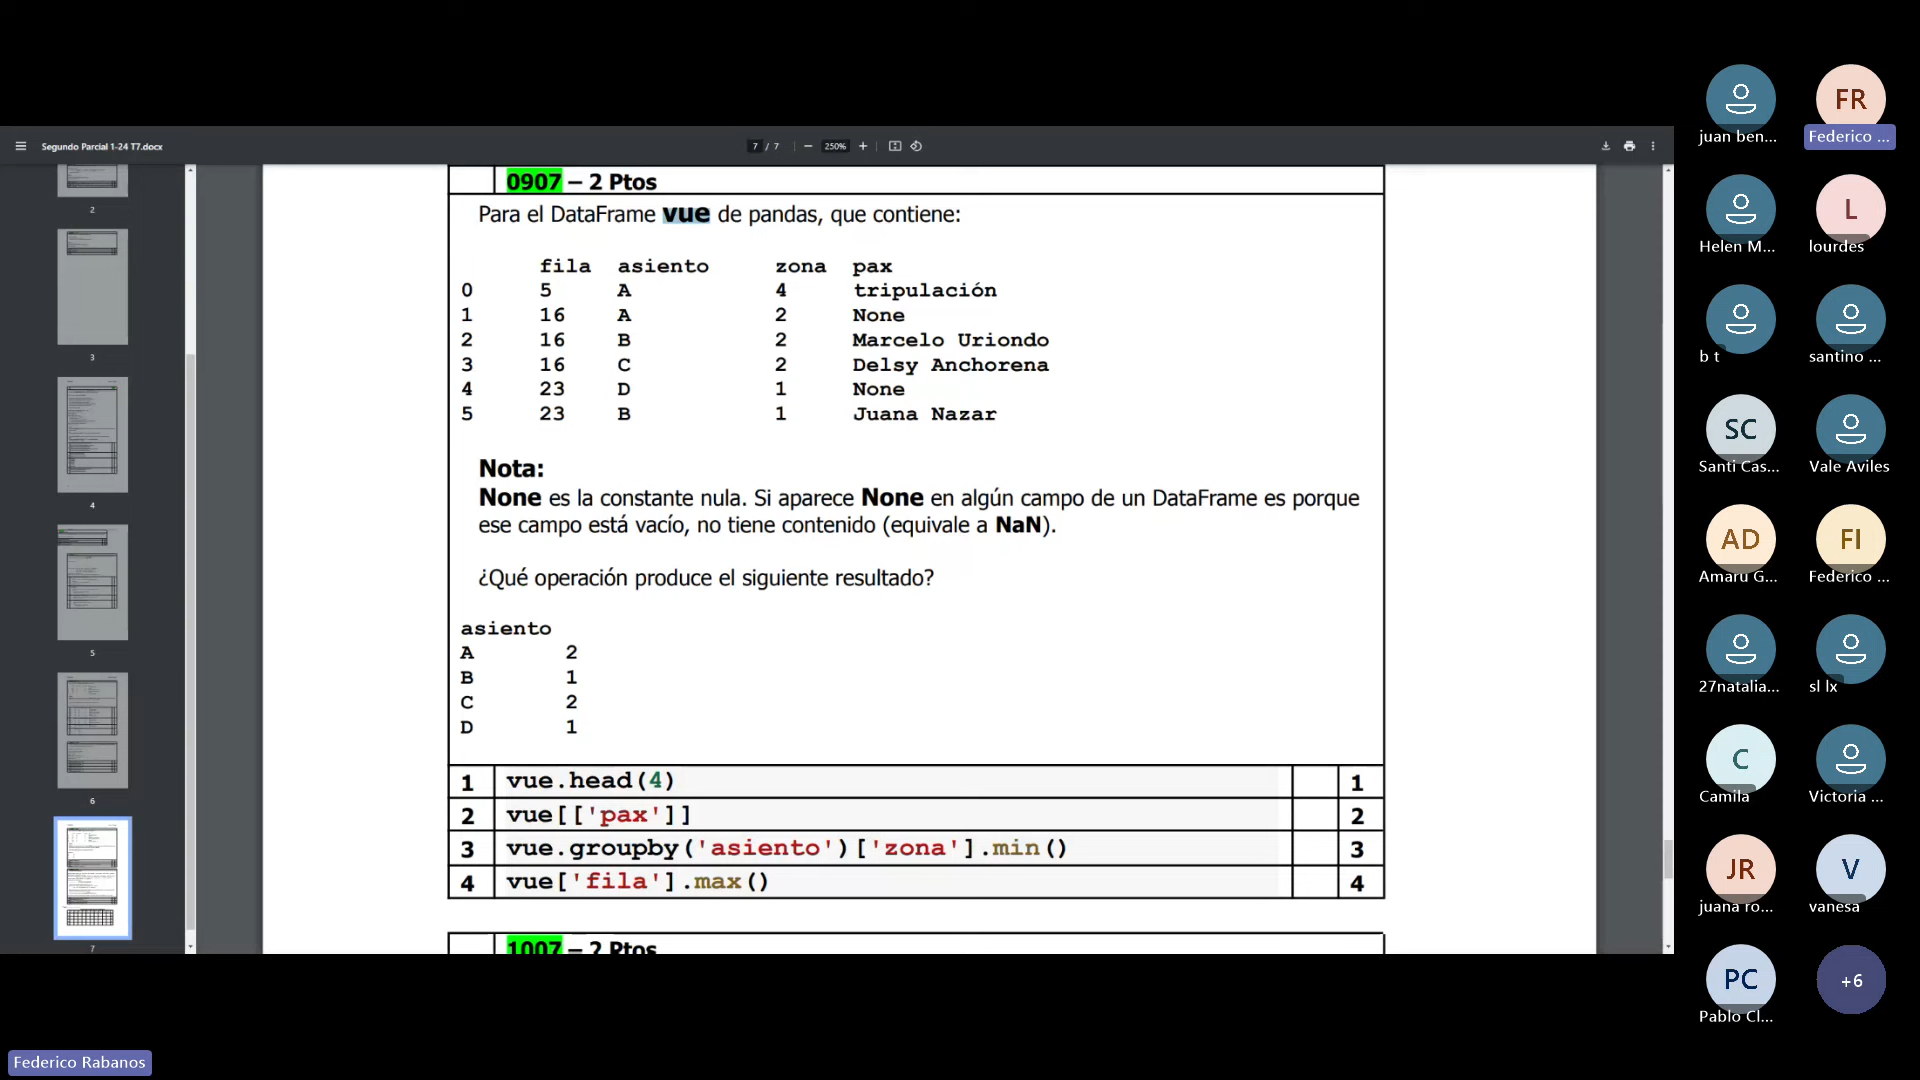 Segundo Parcial 1-24 T7.docx
7 / 7
250%
2
3
4
5
6
7
0907 – 2 Ptos
Para el DataFrame vue de pandas, que contiene:
fila asiento zona pax
0 5 A 4 tripulación
1 16 A 2 None
2 16 B 2 Marcelo Uriondo
3 16 C 2 Delsy Anchorena
4 23 D 1 None
5 23 B 1 Juana Nazar
Nota:
None es la constante nula. Si aparece None en algún campo de un DataFrame es porque
ese campo está vacío, no tiene contenido (equivale a NaN).
¿Qué operación produce el siguiente resultado?
asiento
A 2
B 1
C 2
D 1
1 vue.head(4) 1
2 vue[['pax']] 2
3 vue.groupby('asiento')['zona'].min() 3
4 vue['fila'].max() 4
1007 – 2 Ptos
juan ben...
FR
Federico ...
Helen M...
L
lourdes
b t
santino ...
SC
Santi Cas...
Vale Aviles
AD
Amaru G...
FI
Federico ...
27natalia...
sl lx
C
Camila
Victoria ...
JR
juana ro...
V
vanesa
PC
Pablo Cl...
+6
Federico Rabanos